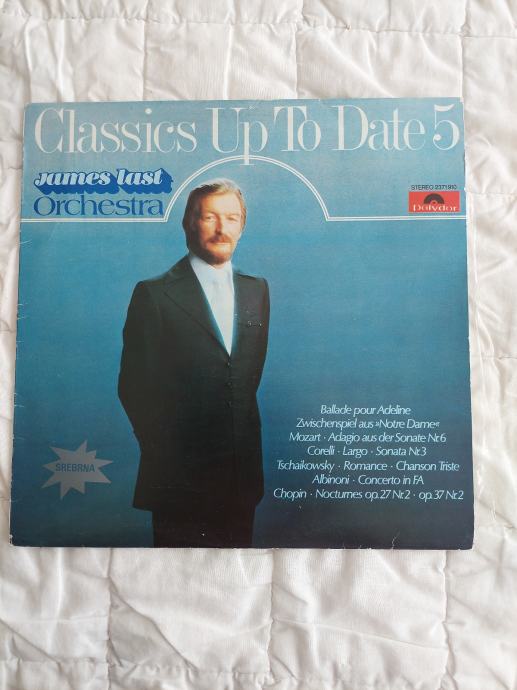 Classics Up To Date 5
James Last
Orchestra
STEREO 2371 910
Polydor
Ballade pour Adeline
Zwischenspiel aus »Notre Dame«
Mozart · Adagio aus der Sonate Nr.6
Corelli · Largo · Sonata Nr.3
Tschaikowsky · Romance · Chanson Triste
Albinoni · Concerto in FA
Chopin · Nocturnes op.27 Nr.2 · op.37 Nr.2
SREBRNA